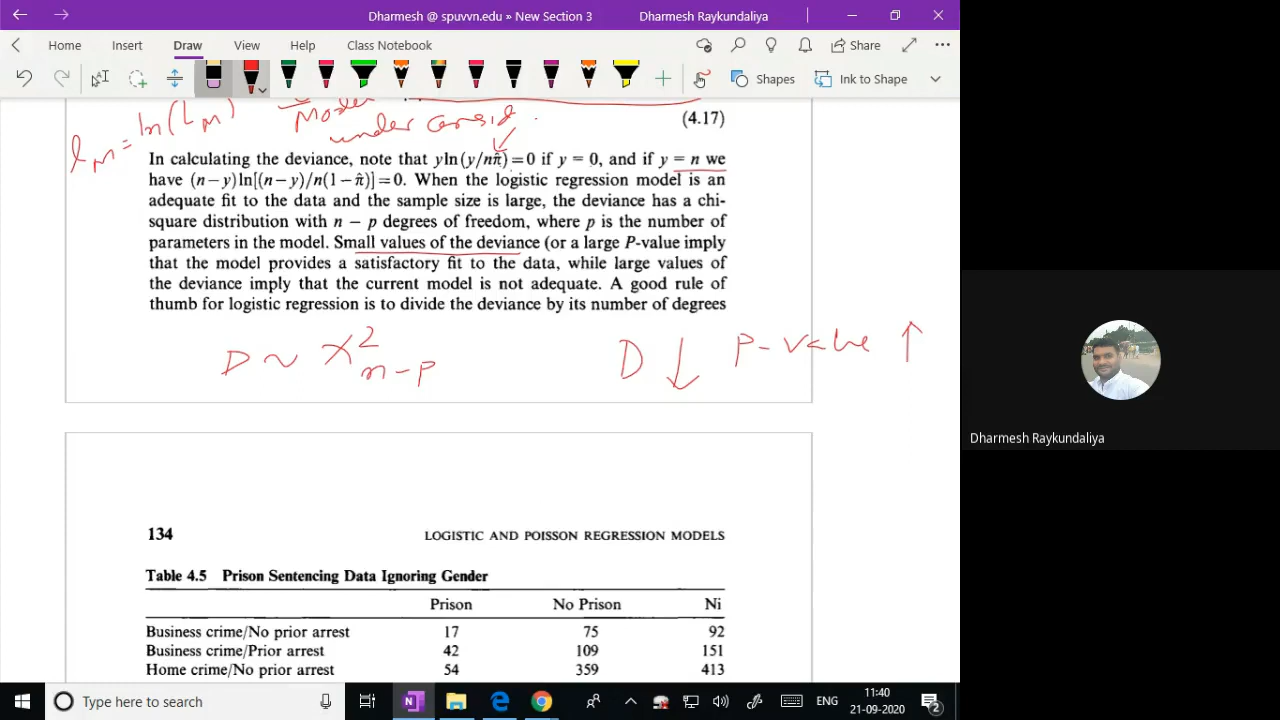 Dharmesh @ spuvvn.edu » New Section 3
Dharmesh Raykundaliya
Home Insert Draw View Help Class Notebook
Share
Shapes
Ink to Shape
ln(LM)
lM =
Model
under consid.
(4.17)
In calculating the deviance, note that y ln(y/nπ̂)=0 if y = 0, and if y = n we
have (n−y)ln[(n−y)/n(1−π̂)]=0. When the logistic regression model is an
adequate fit to the data and the sample size is large, the deviance has a chi-
square distribution with n − p degrees of freedom, where p is the number of
parameters in the model. Small values of the deviance (or a large P-value imply
that the model provides a satisfactory fit to the data, while large values of
the deviance imply that the current model is not adequate. A good rule of
thumb for logistic regression is to divide the deviance by its number of degrees
D ~ χ²n-p
D ↓ P-value ↑
Dharmesh Raykundaliya
134 LOGISTIC AND POISSON REGRESSION MODELS
Table 4.5 Prison Sentencing Data Ignoring Gender
Prison No Prison Ni
Business crime/No prior arrest 17 75 92
Business crime/Prior arrest 42 109 151
Home crime/No prior arrest 54 359 413
Type here to search
ENG
11:40
21-09-2020
2